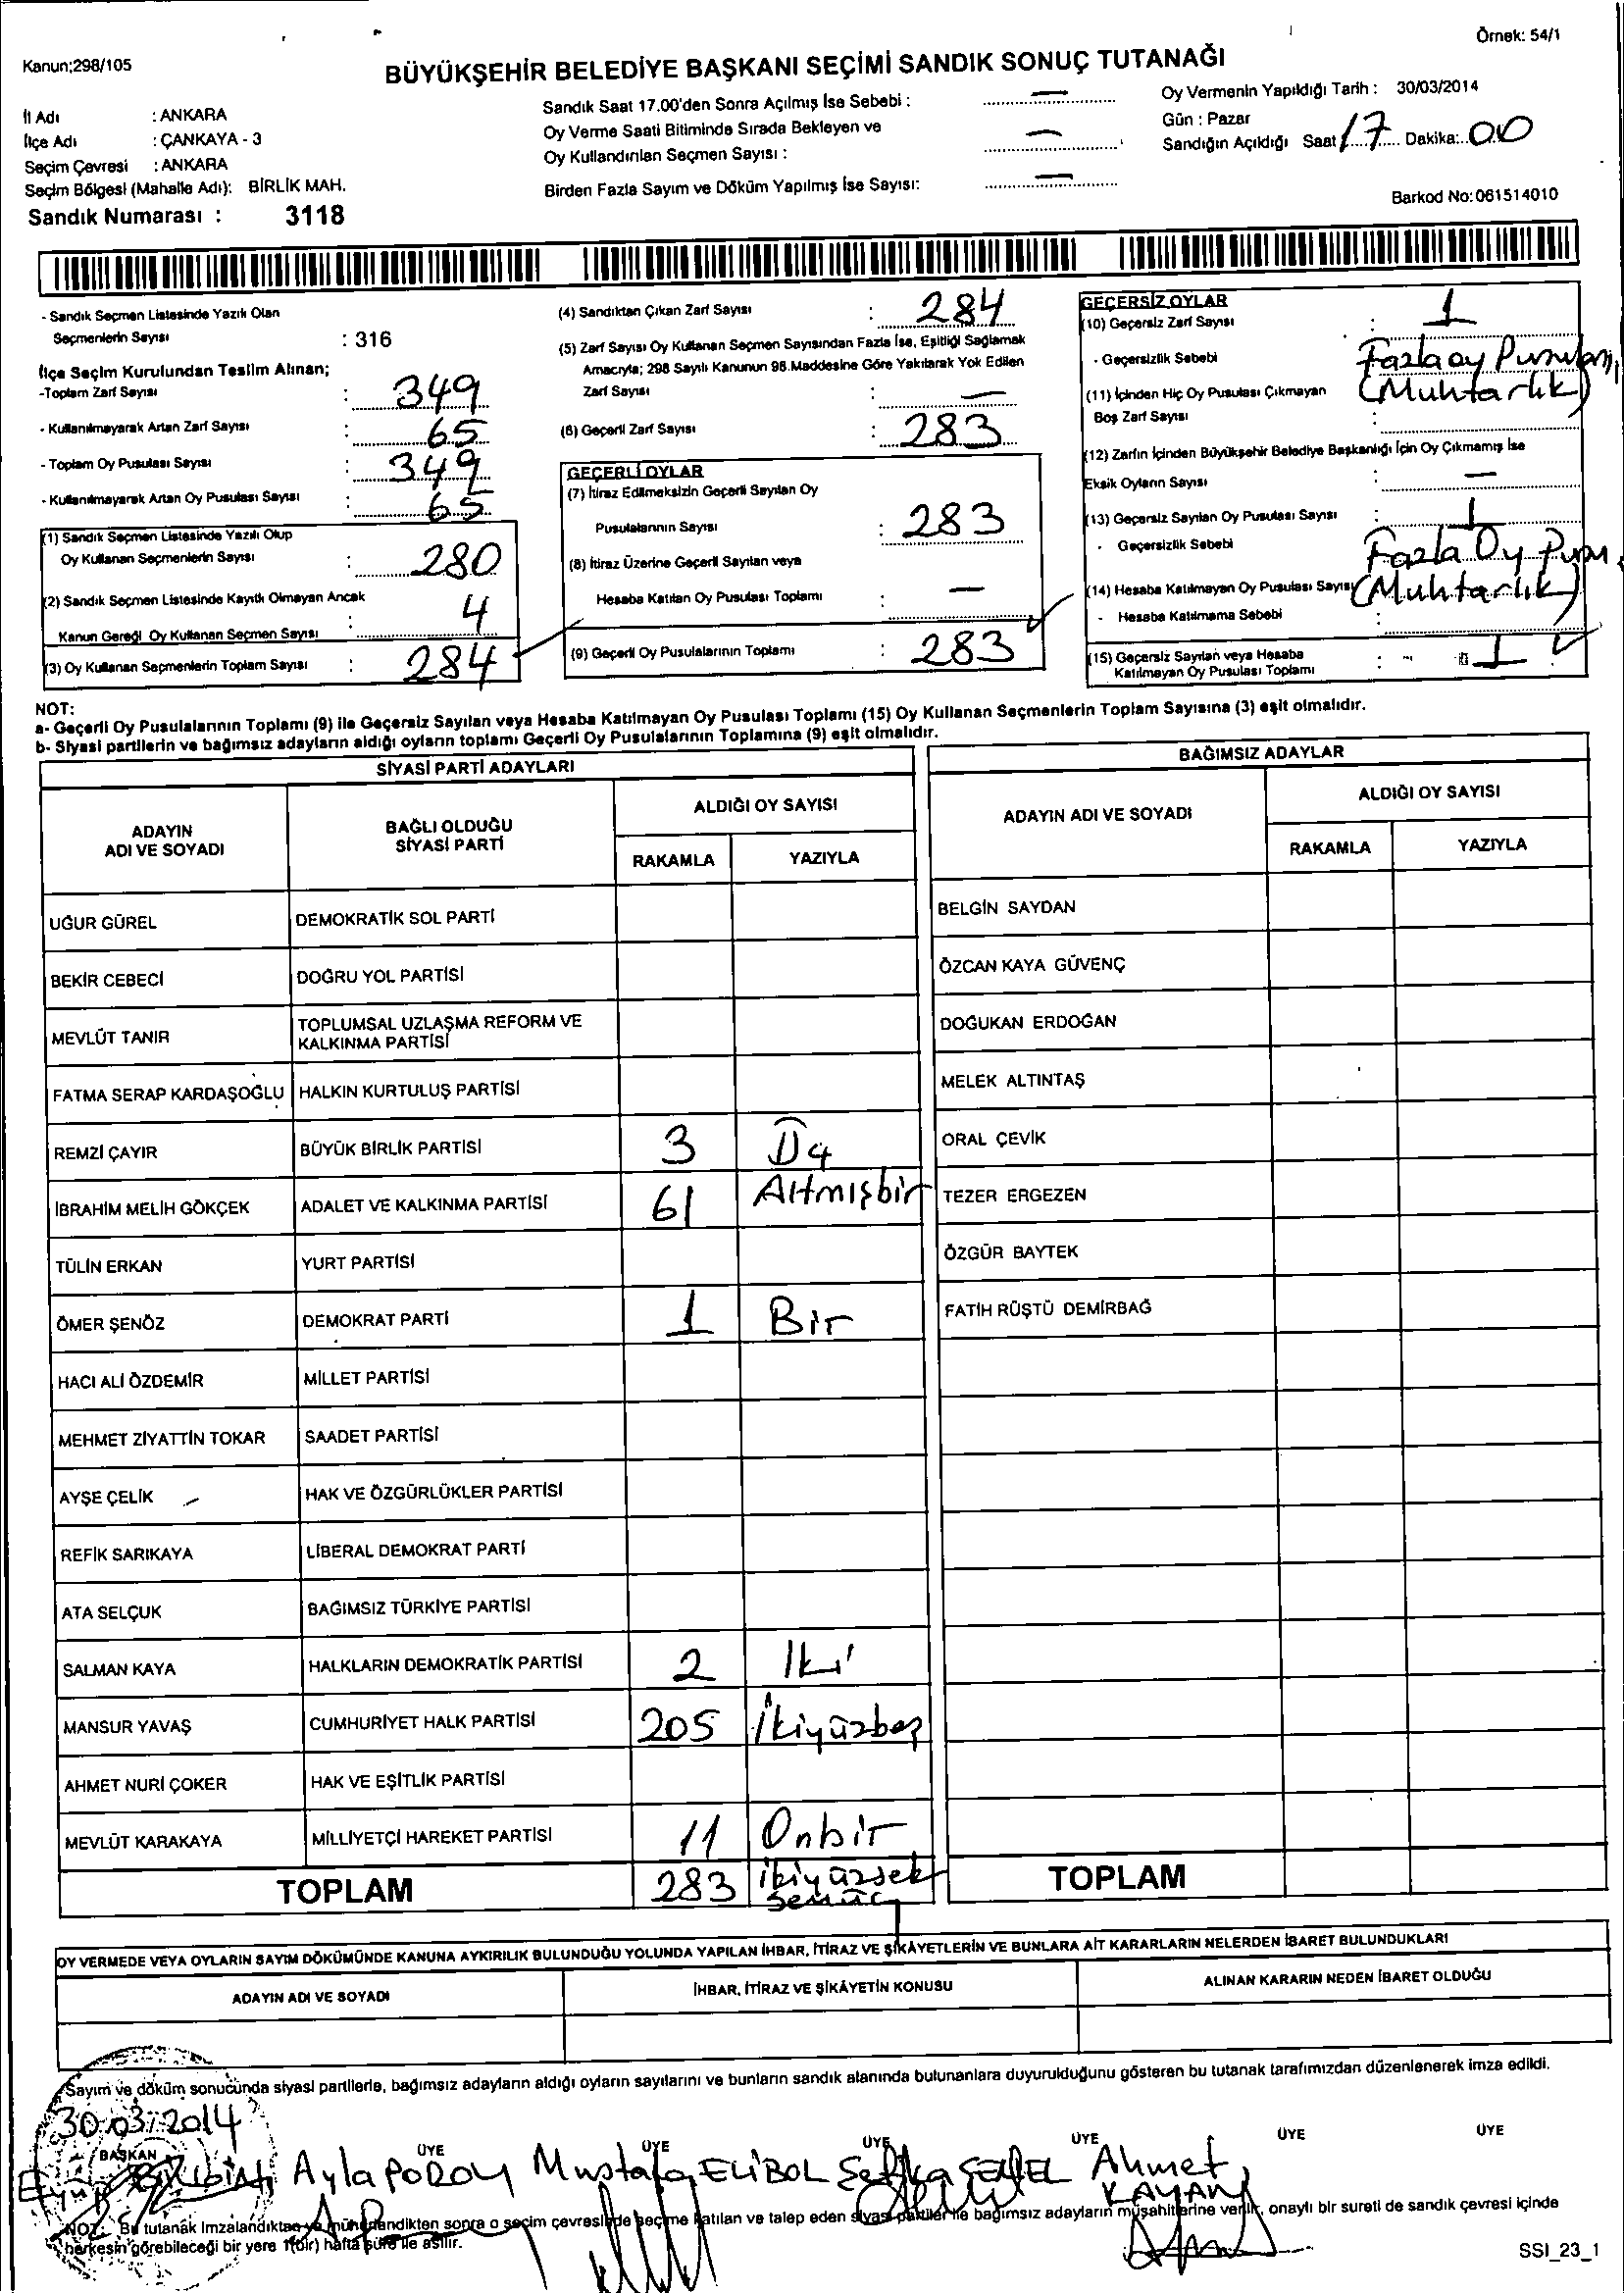 Örnek: 54/1
Kanun;298/105
BÜYÜKŞEHİR BELEDİYE BAŞKANI SEÇİMİ SANDIK SONUÇ TUTANAĞI
İl Adı : ANKARA
İlçe Adı : ÇANKAYA - 3
Seçim Çevresi : ANKARA
Seçim Bölgesi (Mahalle Adı): BİRLİK MAH.
Sandık Numarası : 3118
Sandık Saat 17.00'den Sonra Açılmış İse Sebebi : —
Oy Verme Saati Bitiminde Sırada Bekleyen ve
Oy Kullandırılan Seçmen Sayısı : —
Birden Fazla Sayım ve Döküm Yapılmış İse Sayısı: —
Oy Vermenin Yapıldığı Tarih : 30/03/2014
Gün : Pazar
Sandığın Açıldığı Saat 17 Dakika: 00
Barkod No:061514010
- Sandık Seçmen Listesinde Yazılı Olan
Seçmenlerin Sayısı : 316
İlçe Seçim Kurulundan Teslim Alınan;
-Toplam Zarf Sayısı : 349
- Kullanılmayarak Artan Zarf Sayısı : 65
- Toplam Oy Pusulası Sayısı : 349
- Kullanılmayarak Artan Oy Pusulası Sayısı : 65
(1) Sandık Seçmen Listesinde Yazılı Olup
Oy Kullanan Seçmenlerin Sayısı : 280
(2) Sandık Seçmen Listesinde Kayıtlı Olmayan Ancak
Kanun Gereği Oy Kullanan Seçmen Sayısı : 4
(3) Oy Kullanan Seçmenlerin Toplam Sayısı : 284
(4) Sandıktan Çıkan Zarf Sayısı : 284
(5) Zarf Sayısı Oy Kullanan Seçmen Sayısından Fazla İse, Eşitliği Sağlamak
Amacıyla; 298 Sayılı Kanunun 98.Maddesine Göre Yakılarak Yok Edilen
Zarf Sayısı : —
(6) Geçerli Zarf Sayısı : 283
GEÇERLİ OYLAR
(7) İtiraz Edilmeksizin Geçerli Sayılan Oy
Pusulalarının Sayısı : 283
(8) İtiraz Üzerine Geçerli Sayılan veya
Hesaba Katılan Oy Pusulası Toplamı : —
(9) Geçerli Oy Pusulalarının Toplamı : 283
GEÇERSİZ OYLAR
(10) Geçersiz Zarf Sayısı : 1
- Geçersizlik Sebebi : Fazla oy Pusulası,
(Muhtarlık)
(11) İçinden Hiç Oy Pusulası Çıkmayan
Boş Zarf Sayısı :
(12) Zarfın İçinden Büyükşehir Belediye Başkanlığı İçin Oy Çıkmamış İse
Eksik Oyların Sayısı : —
(13) Geçersiz Sayılan Oy Pusulası Sayısı : 1
- Geçersizlik Sebebi : Fazla Oy Pusu
(14) Hesaba Katılmayan Oy Pusulası Sayısı (Muhtarlık)
- Hesaba Katılmama Sebebi :
(15) Geçersiz Sayılan veya Hesaba
Katılmayan Oy Pusulası Toplamı : 1
NOT:
a- Geçerli Oy Pusulalarının Toplamı (9) ile Geçersiz Sayılan veya Hesaba Katılmayan Oy Pusulası Toplamı (15) Oy Kullanan Seçmenlerin Toplam Sayısına (3) eşit olmalıdır.
b- Siyasi partilerin ve bağımsız adayların aldığı oyların toplamı Geçerli Oy Pusulalarının Toplamına (9) eşit olmalıdır.
SİYASİ PARTİ ADAYLARI
ADAYIN ADI VE SOYADI
BAĞLI OLDUĞU SİYASİ PARTİ
ALDIĞI OY SAYISI
RAKAMLA YAZIYLA
UĞUR GÜREL DEMOKRATİK SOL PARTİ
BEKİR CEBECİ DOĞRU YOL PARTİSİ
MEVLÜT TANIR TOPLUMSAL UZLAŞMA REFORM VE KALKINMA PARTİSİ
FATMA SERAP KARDAŞOĞLU HALKIN KURTULUŞ PARTİSİ
REMZİ ÇAYIR BÜYÜK BİRLİK PARTİSİ 3 Üç
İBRAHİM MELİH GÖKÇEK ADALET VE KALKINMA PARTİSİ 61 Altmışbir
TÜLİN ERKAN YURT PARTİSİ
ÖMER ŞENÖZ DEMOKRAT PARTİ 1 Bir
HACI ALİ ÖZDEMİR MİLLET PARTİSİ
MEHMET ZİYATTİN TOKAR SAADET PARTİSİ
AYŞE ÇELİK HAK VE ÖZGÜRLÜKLER PARTİSİ
REFİK SARIKAYA LİBERAL DEMOKRAT PARTİ
ATA SELÇUK BAĞIMSIZ TÜRKİYE PARTİSİ
SALMAN KAYA HALKLARIN DEMOKRATİK PARTİSİ 2 İki
MANSUR YAVAŞ CUMHURİYET HALK PARTİSİ 205 İkiyüzbeş
AHMET NURİ ÇOKER HAK VE EŞİTLİK PARTİSİ
MEVLÜT KARAKAYA MİLLİYETÇİ HAREKET PARTİSİ 11 Onbir
TOPLAM 283 ikiyüzsek
senüç
BAĞIMSIZ ADAYLAR
ADAYIN ADI VE SOYADI
ALDIĞI OY SAYISI
RAKAMLA YAZIYLA
BELGİN SAYDAN
ÖZCAN KAYA GÜVENÇ
DOĞUKAN ERDOĞAN
MELEK ALTINTAŞ
ORAL ÇEVİK
TEZER ERGEZEN
ÖZGÜR BAYTEK
FATİH RÜŞTÜ DEMİRBAĞ
TOPLAM
OY VERMEDE VEYA OYLARIN SAYIM DÖKÜMÜNDE KANUNA AYKIRILIK BULUNDUĞU YOLUNDA YAPILAN İHBAR, İTİRAZ VE ŞİKÂYETLERİN VE BUNLARA AİT KARARLARIN NELERDEN İBARET BULUNDUKLARI
ADAYIN ADI VE SOYADI İHBAR, İTİRAZ VE ŞİKÂYETİN KONUSU ALINAN KARARIN NEDEN İBARET OLDUĞU
Sayım ve döküm sonucunda siyasi partilerle, bağımsız adayların aldığı oyların sayılarını ve bunların sandık alanında bulunanlara duyurulduğunu gösteren bu tutanak tarafımızdan düzenlenerek imza edildi.
30.03.2014
BAŞKAN ÜYE ÜYE ÜYE ÜYE ÜYE ÜYE
Ayla POROY Mustafa ELİBOL Ahmet
KAYAN
NOT: Bu tutanak imzalandıktan ve mühürlendikten sonra o seçim çevresinde seçime katılan ve talep eden siyasi partiler ile bağımsız adayların müşahitlerine verilir, onaylı bir sureti de sandık çevresi içinde
herkesin görebileceği bir yere 1(bir) hafta süre ile asılır.
SSI_23_1